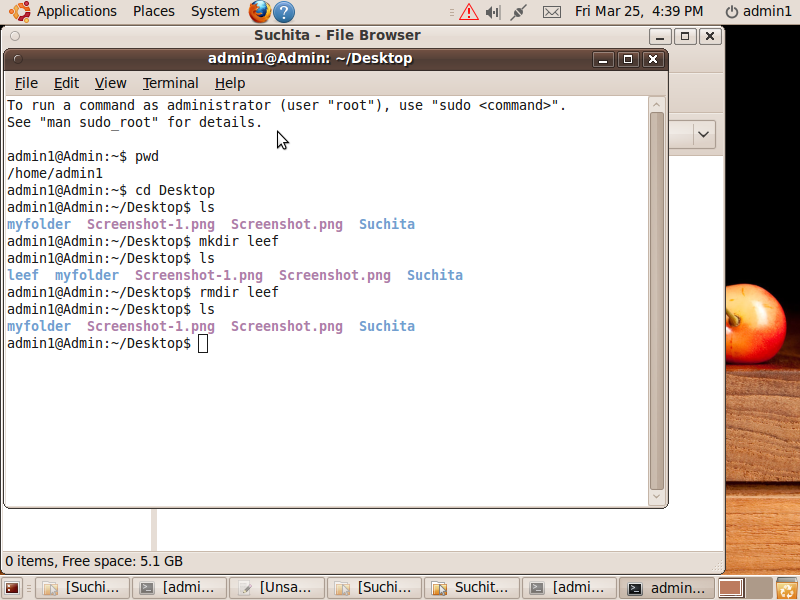 Applications Places System Fri Mar 25, 4:39 PM admin1
Suchita - File Browser
admin1@Admin: ~/Desktop
File Edit View Terminal Help
To run a command as administrator (user "root"), use "sudo <command>".
See "man sudo_root" for details.
admin1@Admin:~$ pwd
/home/admin1
admin1@Admin:~$ cd Desktop
admin1@Admin:~/Desktop$ ls
myfolder Screenshot-1.png Screenshot.png Suchita
admin1@Admin:~/Desktop$ mkdir leef
admin1@Admin:~/Desktop$ ls
leef myfolder Screenshot-1.png Screenshot.png Suchita
admin1@Admin:~/Desktop$ rmdir leef
admin1@Admin:~/Desktop$ ls
myfolder Screenshot-1.png Screenshot.png Suchita
admin1@Admin:~/Desktop$
0 items, Free space: 5.1 GB
[Suchi... [admi... [Unsa... [Suchi... Suchit... [admi... admin...